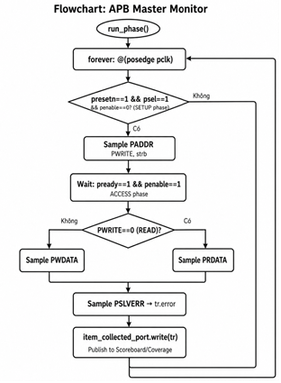 Flowchart: APB Master Monitor
run_phase()
forever: @(posedge pclk)
presetn==1 && psel==1
&& penable==0? (SETUP phase)
Không
Có
Sample PADDR
PWRITE, strb
Wait: pready==1 && penable==1
ACCESS phase
Không
PWRITE==0 (READ)?
Có
Sample PWDATA
Sample PRDATA
Sample PSLVERR → tr.error
item_collected_port.write(tr)
Publish to Scoreboard/Coverage